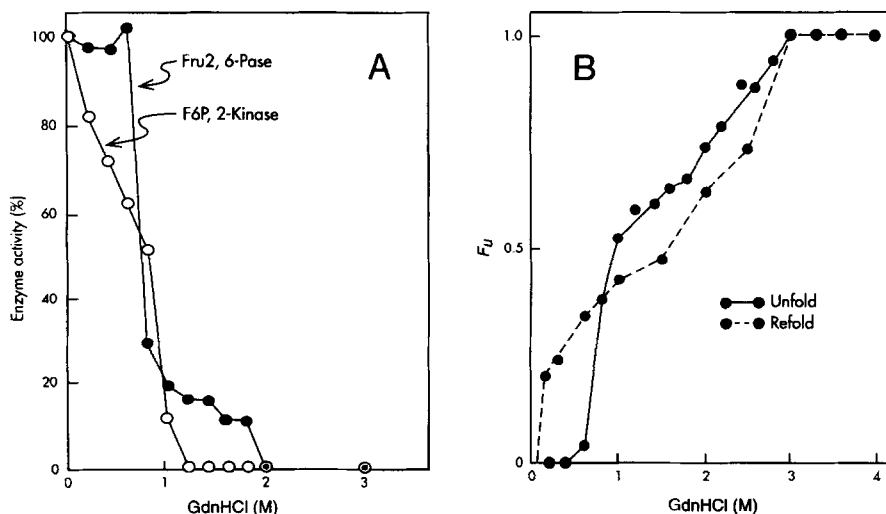 A
Fru2, 6-Pase
F6P, 2-Kinase
Enzyme activity (%)
100
80
60
40
20
0
0
1
2
3
GdnHCl (M)
B
Fu
1.0
0.5
0
Unfold
Refold
0
1
2
3
4
GdnHCl (M)